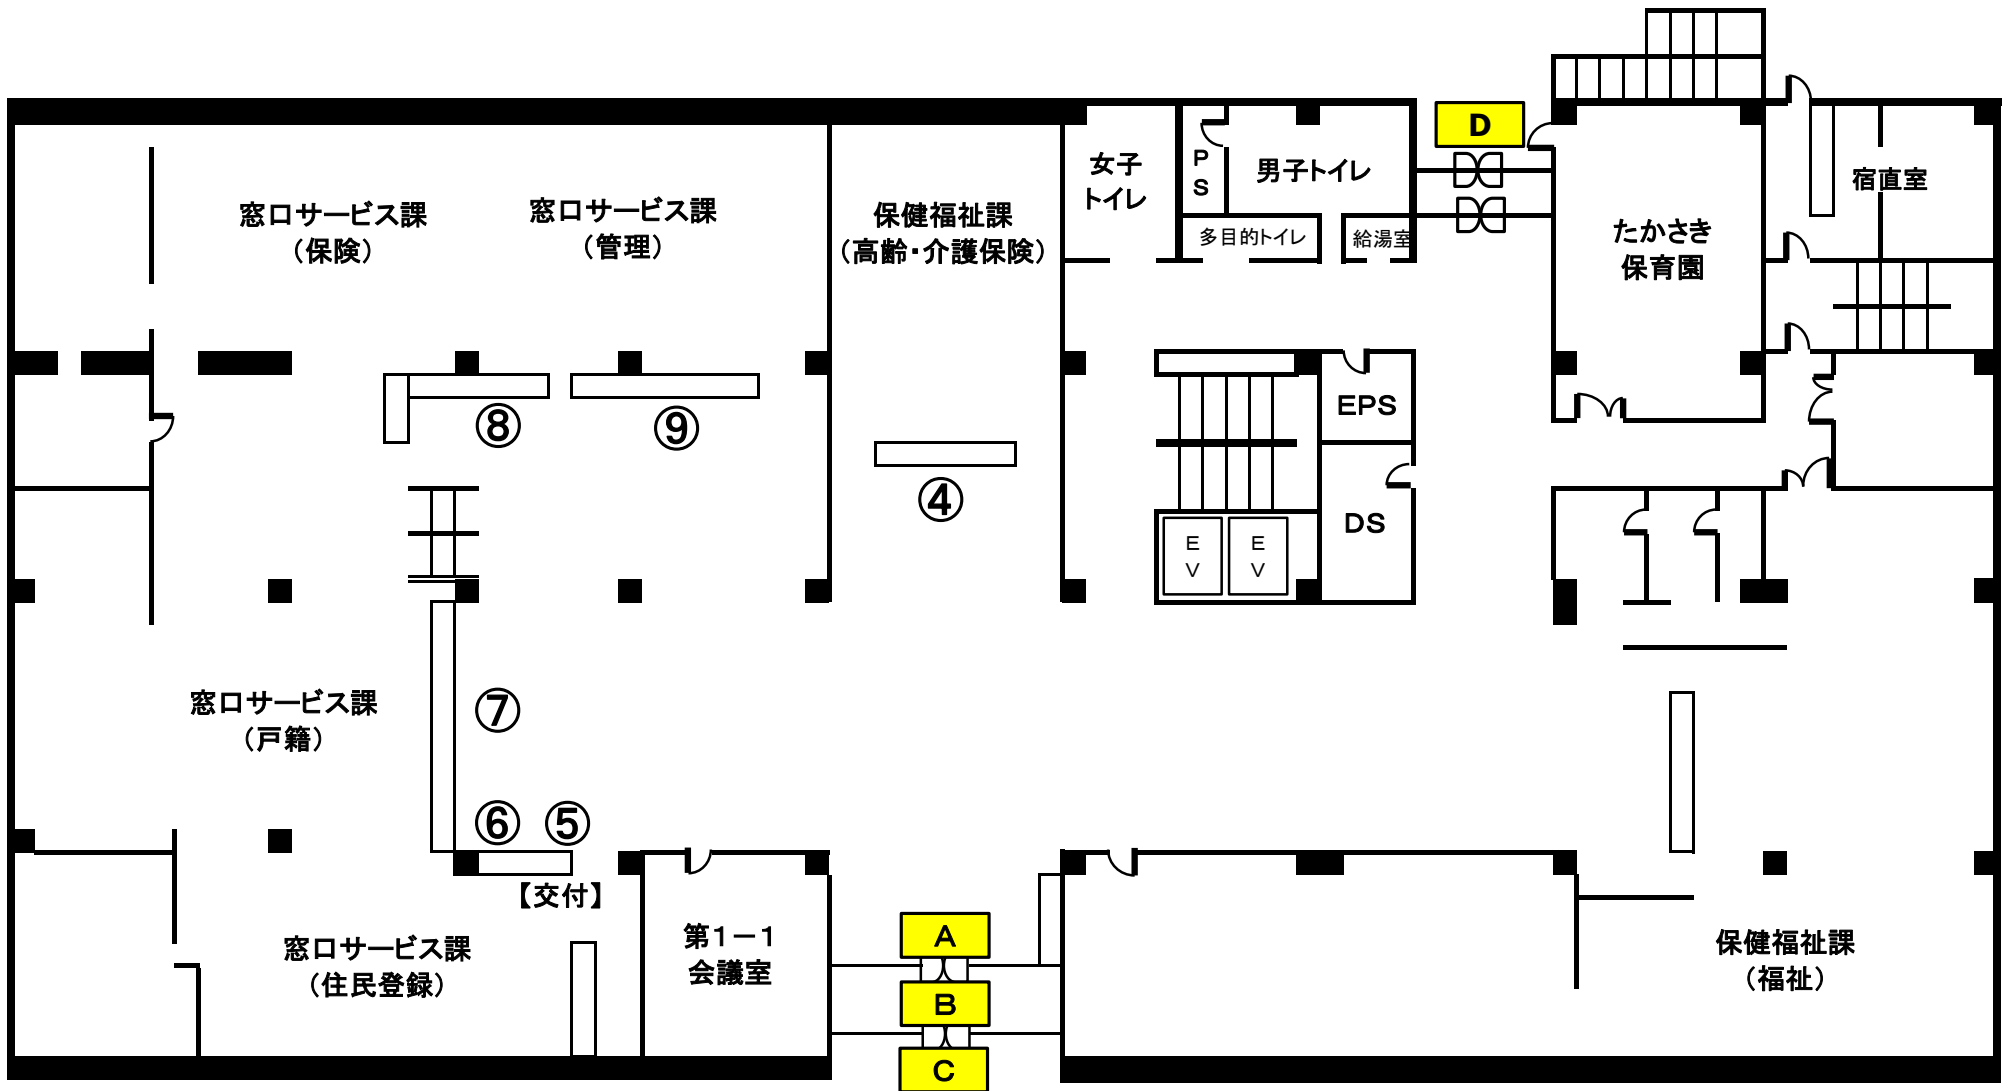 D
女子
トイレ
P
S
男子トイレ
宿直室
窓口サービス課
(保険)
窓口サービス課
(管理)
保健福祉課
(高齢・介護保険)
多目的トイレ
給湯室
たかさき
保育園
⑧
⑨
EPS
④
DS
E
V
E
V
窓口サービス課
(戸籍)
⑦
⑥
⑤
【交付】
窓口サービス課
(住民登録)
第1-1
会議室
A
B
C
保健福祉課
(福祉)